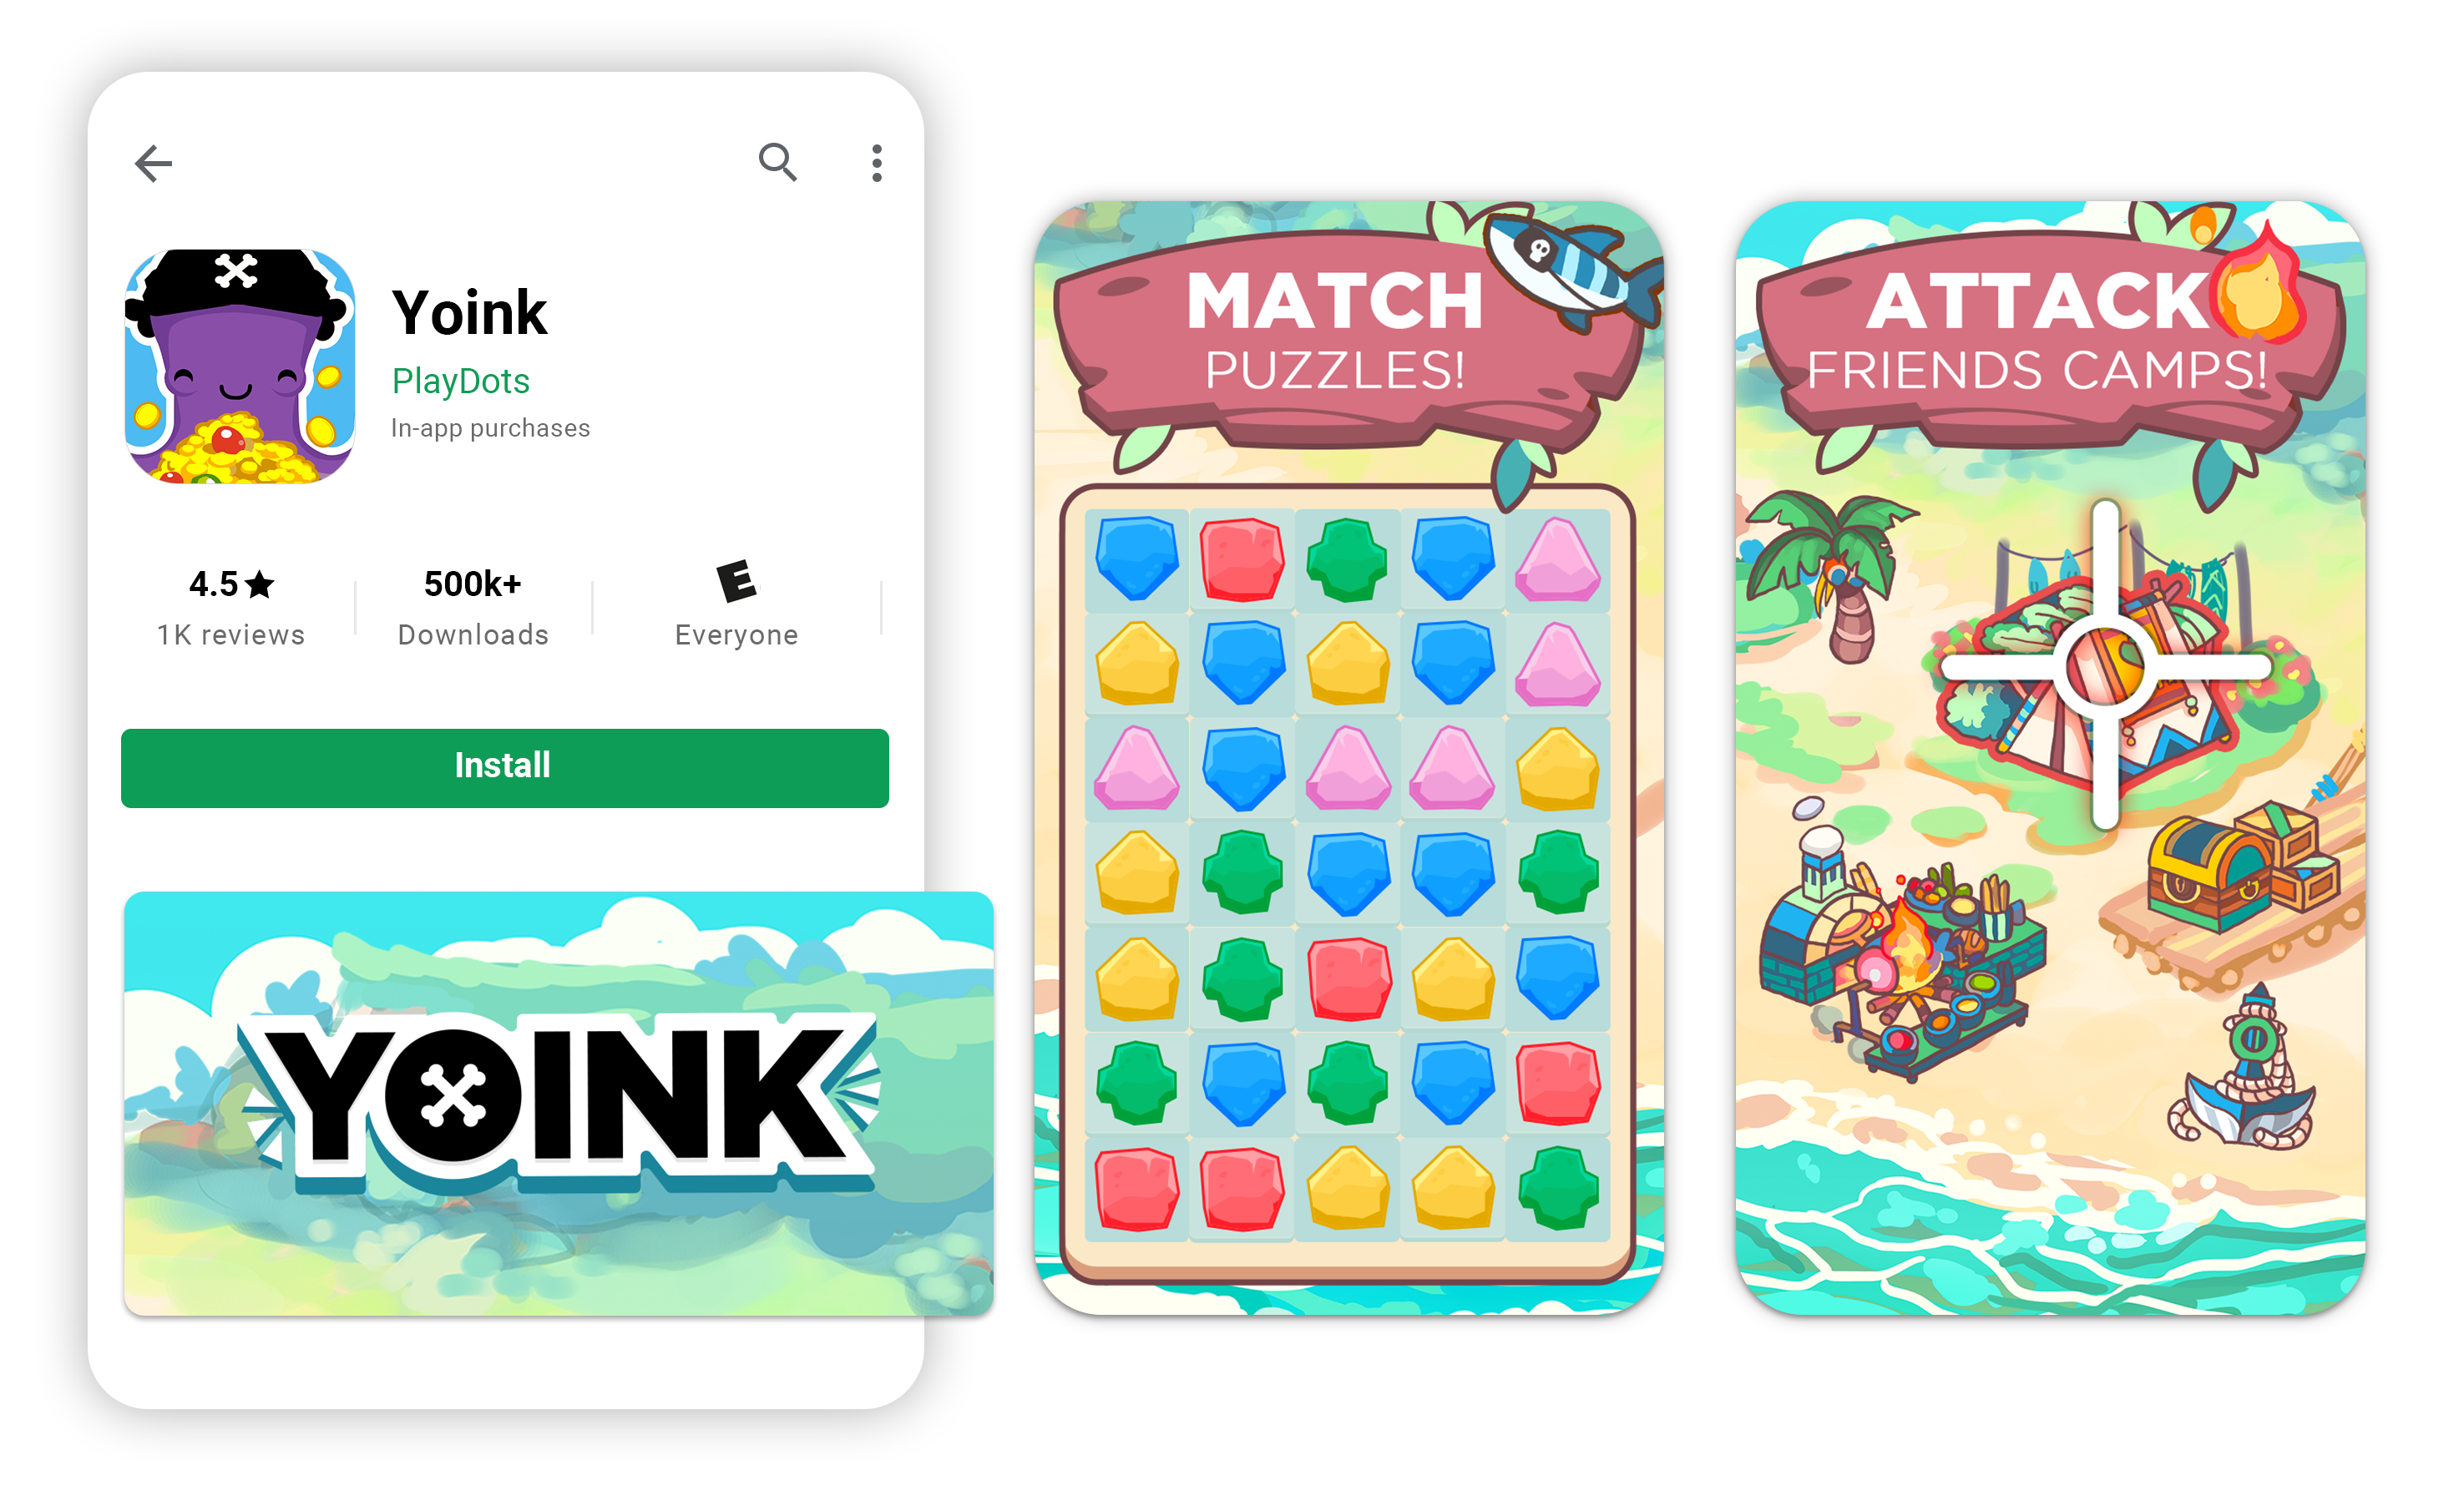 Yoink
PlayDots
In-app purchases
4.5★
1K reviews
500k+
Downloads
E
Everyone
Install
YOINK
MATCH
PUZZLES!
ATTACK
FRIENDS CAMPS!